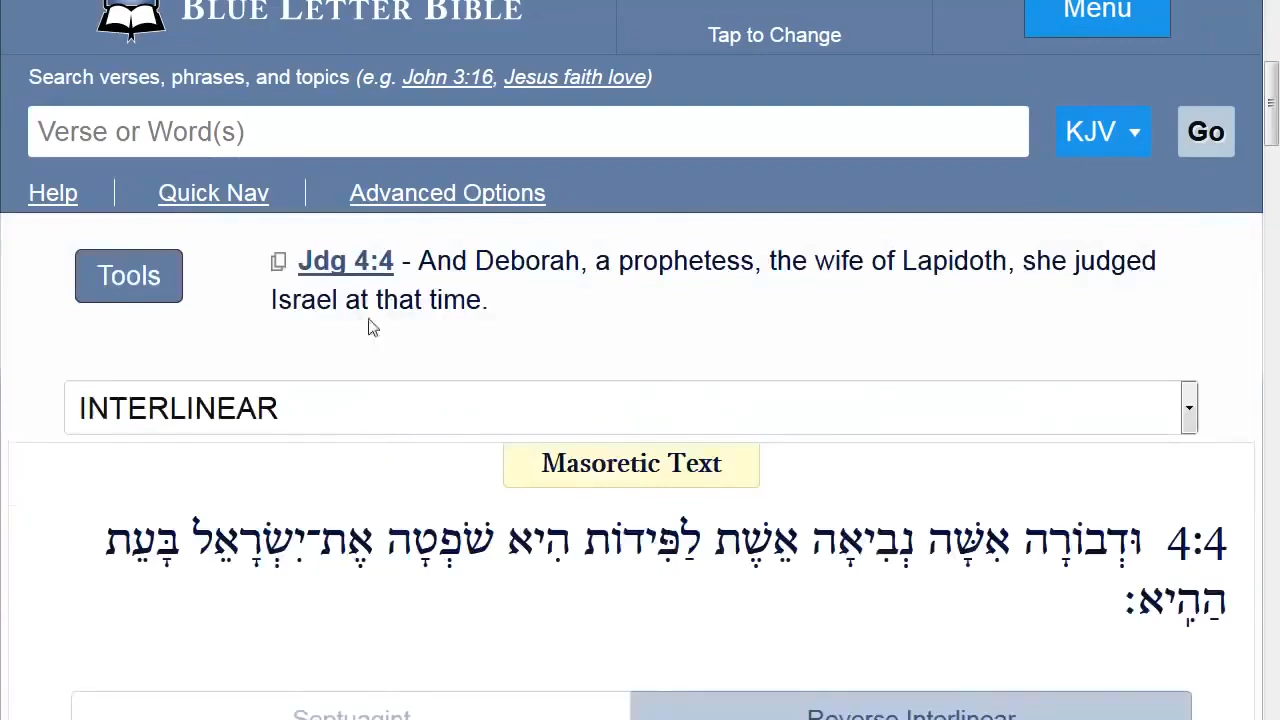 BLUE LETTER BIBLE
Tap to Change
Menu
Search verses, phrases, and topics (e.g. John 3:16, Jesus faith love)
Verse or Word(s)
KJV
Go
Help
Quick Nav
Advanced Options
Tools
Jdg 4:4 - And Deborah, a prophetess, the wife of Lapidoth, she judged
Israel at that time.
INTERLINEAR
Masoretic Text
4:4 וּדְבוֹרָה אִשָּׁה נְבִיאָה אֵשֶׁת לַפִּידוֹת הִיא שֹׁפְטָה אֶת־יִשְׂרָאֵל בָּעֵת
הַהִֽיא׃
Septuagint
Reverse Interlinear